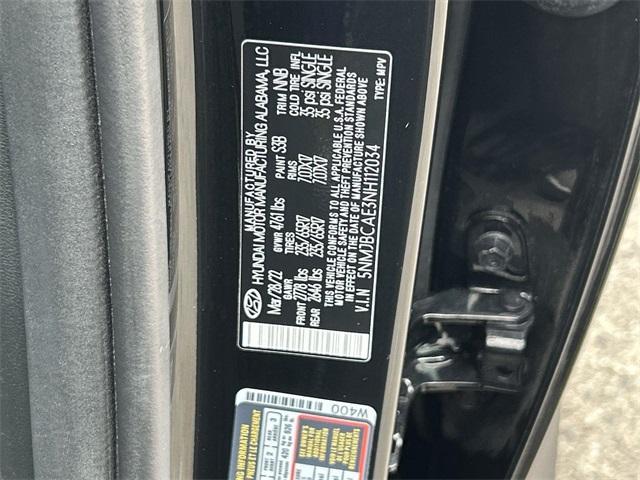 MANUFACTURED BY
HYUNDAI MOTOR MANUFACTURING ALABAMA, LLC
Mar/28/22 GVWR 4761 lbs PAINT S3B TRIM NNB
GAWR TIRES RIMS COLD TIRE INFL
FRONT 2778 lbs 235/65R17 7.0JX17 35 psi SINGLE
REAR 2646 lbs 235/65R17 7.0JX17 35 psi SINGLE
THIS VEHICLE CONFORMS TO ALL APPLICABLE U.S. FEDERAL
MOTOR VEHICLE SAFETY AND THEFT PREVENTION STANDARDS
IN EFFECT ON THE DATE OF MANUFACTURE SHOWN ABOVE
V.I.N 5NMJBCAE3NH112034 TYPE: MPV
W400